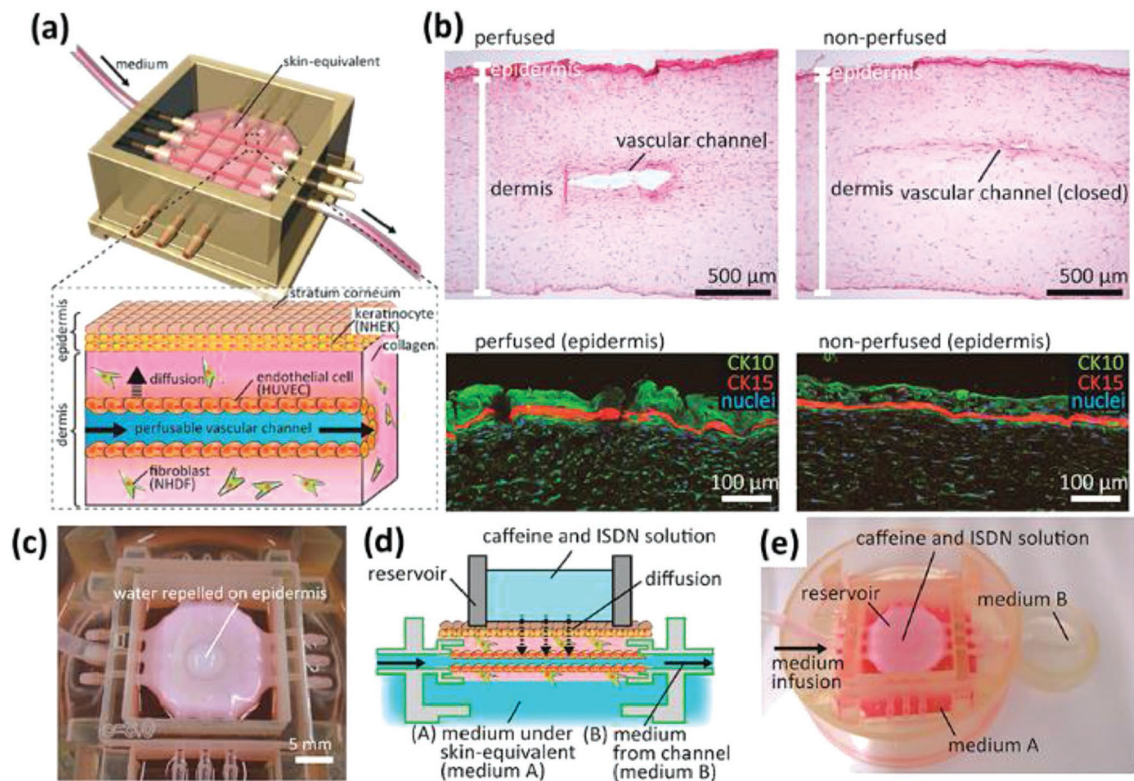 (a)
medium
skin-equivalent
stratum corneum
keratinocyte
(NHEK)
collagen
epidermis
diffusion
endothelial cell
(HUVEC)
dermis
perfusable vascular channel
fibroblast
(NHDF)
(b)
perfused
epidermis
vascular channel
dermis
500 μm
non-perfused
epidermis
dermis
vascular channel (closed)
500 μm
perfused (epidermis)
CK10
CK15
nuclei
100 μm
non-perfused (epidermis)
CK10
CK15
nuclei
100 μm
(c)
water repelled on epidermis
5 mm
(d)
caffeine and ISDN solution
reservoir
diffusion
(A) medium under
skin-equivalent
(medium A)
(B) medium
from channel
(medium B)
(e)
caffeine and ISDN solution
reservoir
medium B
medium
infusion
medium A